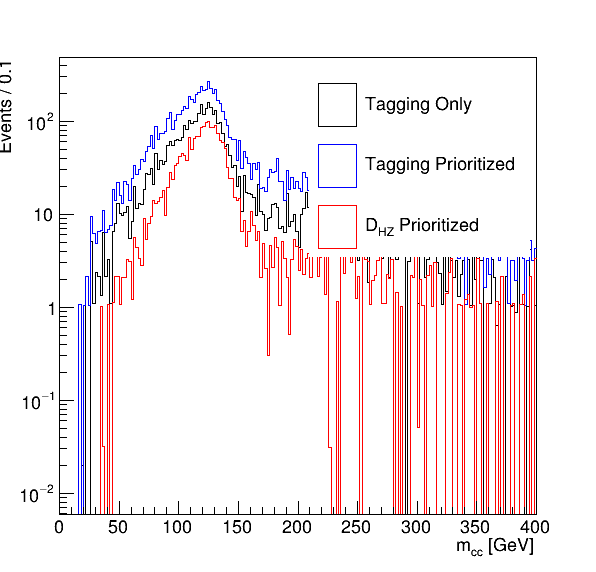 Events / 0.1
Tagging Only
Tagging Prioritized
D_HZ Prioritized
10²
10
1
10⁻¹
10⁻²
0 50 100 150 200 250 300 350 400
m_cc [GeV]